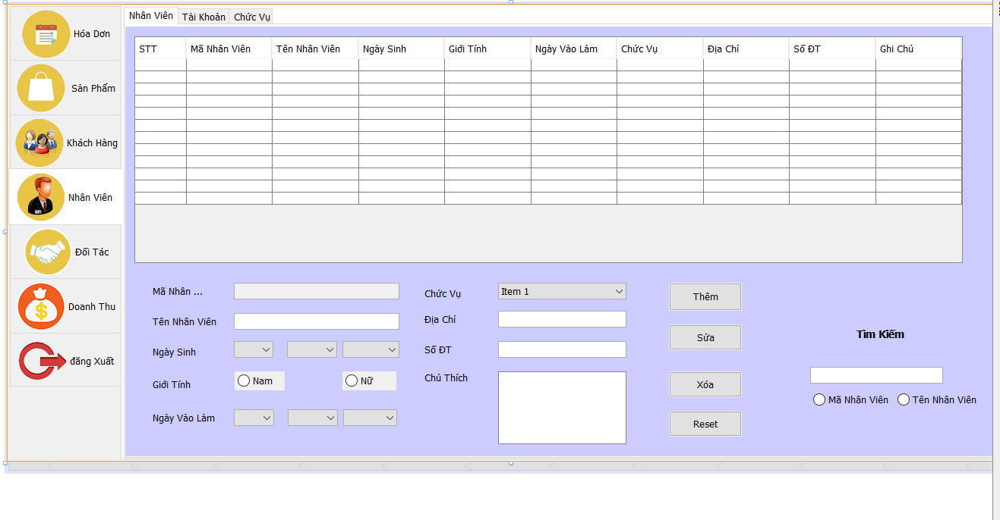 Hóa Dơn
Sản Phẩm
Khách Hàng
Nhân Viên
Đối Tác
Doanh Thu
đăng Xuất
Nhân Viên Tài Khoản Chức Vụ
STT Mã Nhân Viên Tên Nhân Viên Ngày Sinh Giới Tính Ngày Vào Làm Chức Vụ Địa Chỉ Số ĐT Ghi Chú
Mã Nhân ...
Tên Nhân Viên
Ngày Sinh
Giới Tính Nam Nữ
Ngày Vào Làm
Chức Vụ Item 1
Địa Chỉ
Số ĐT
Chú Thích
Thêm
Sửa
Xóa
Reset
Tìm Kiếm
Mã Nhân Viên Tên Nhân Viên